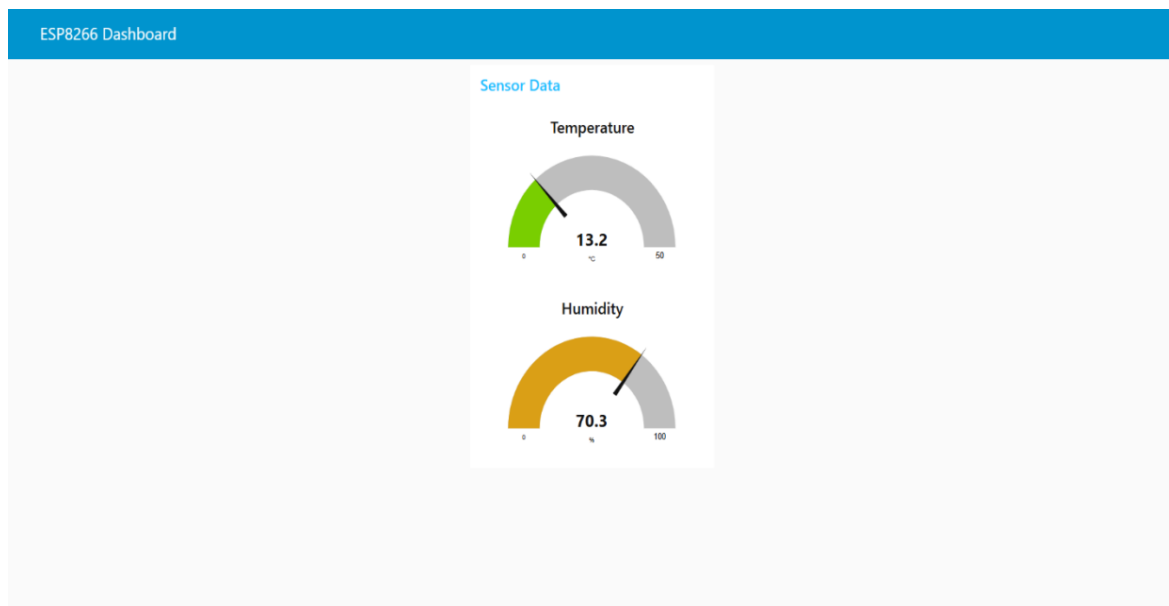 ESP8266 Dashboard
Sensor Data
Temperature
13.2
0 °C 50
Humidity
70.3
0 % 100